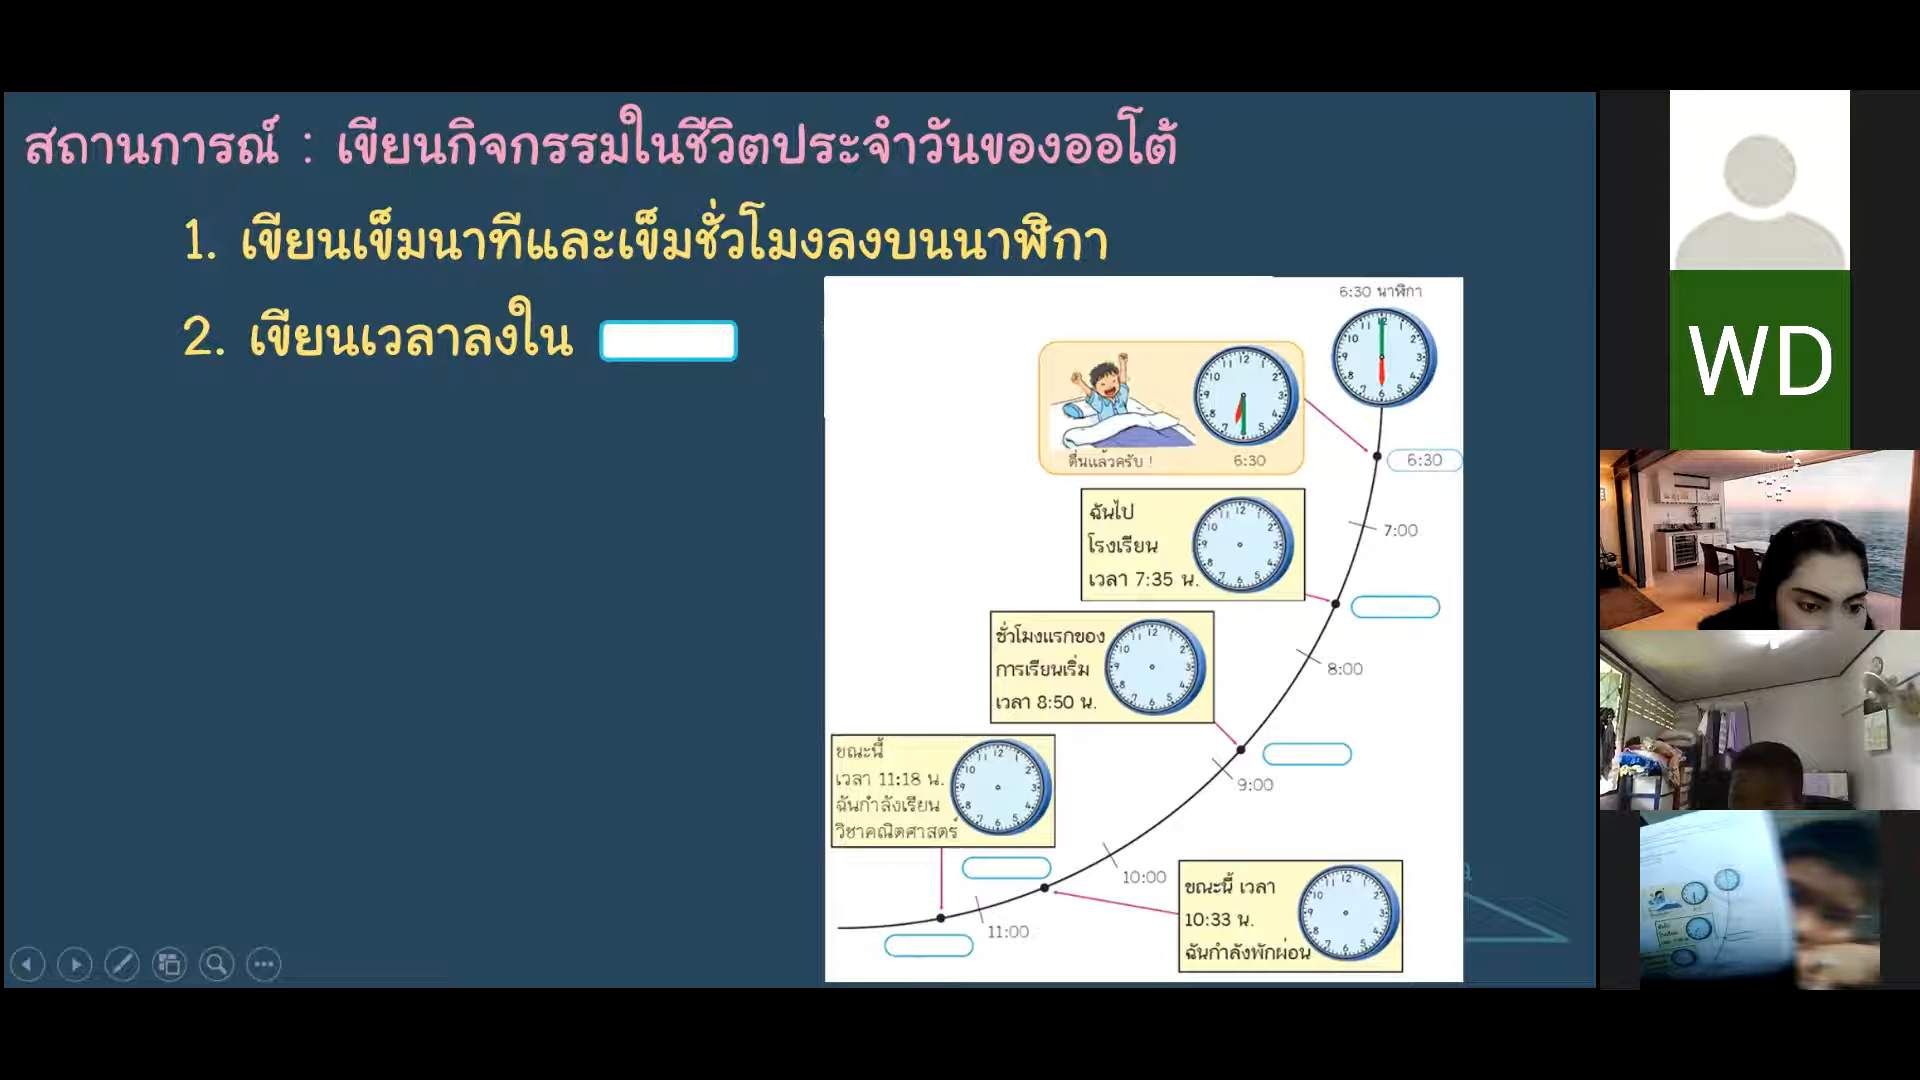 สถานการณ์ : เขียนกิจกรรมในชีวิตประจำวันของออโต้
1. เขียนเข็มนาทีและเข็มชั่วโมงลงบนนาฬิกา
2. เขียนเวลาลงใน
6:30 นาฬิกา
ตื่นแล้วครับ !
6:30
6:30
7:00
ฉันไป
โรงเรียน
เวลา 7:35 น.
8:00
ชั่วโมงแรกของ
การเรียนเริ่ม
เวลา 8:50 น.
9:00
ขณะนี้
เวลา 11:18 น.
ฉันกำลังเรียน
วิชาคณิตศาสตร์
10:00
ขณะนี้ เวลา
10:33 น.
ฉันกำลังพักผ่อน
11:00
WD